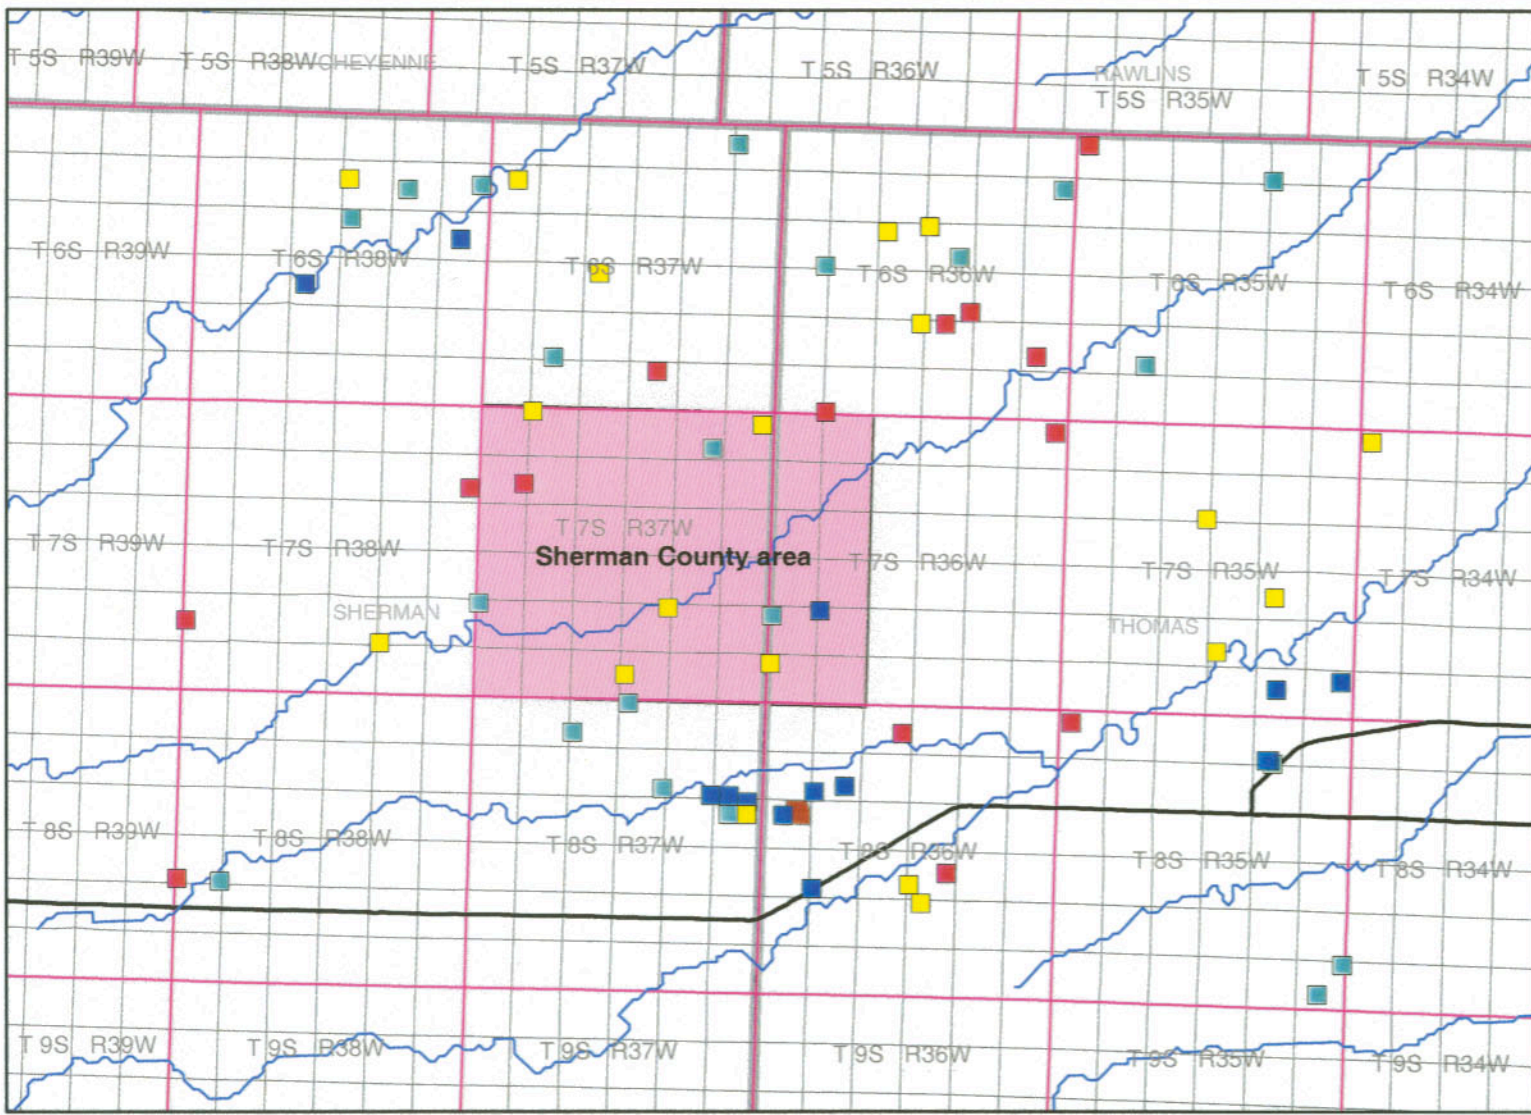 T 5S R39W
T 5S R38W
CHEYENNE
T 5S R37W
T 5S R36W
RAWLINS
T 5S R35W
T 5S R34W
T 6S R39W
T 6S R38W
T 6S R37W
T 6S R36W
T 6S R35W
T 6S R34W
T 7S R39W
T 7S R38W
T 7S R37W
Sherman County area
T 7S R36W
T 7S R35W
T 7S R34W
SHERMAN
THOMAS
T 8S R39W
T 8S R38W
T 8S R37W
T 8S R36W
T 8S R35W
T 8S R34W
T 9S R39W
T 9S R38W
T 9S R37W
T 9S R36W
T 9S R35W
T 9S R34W